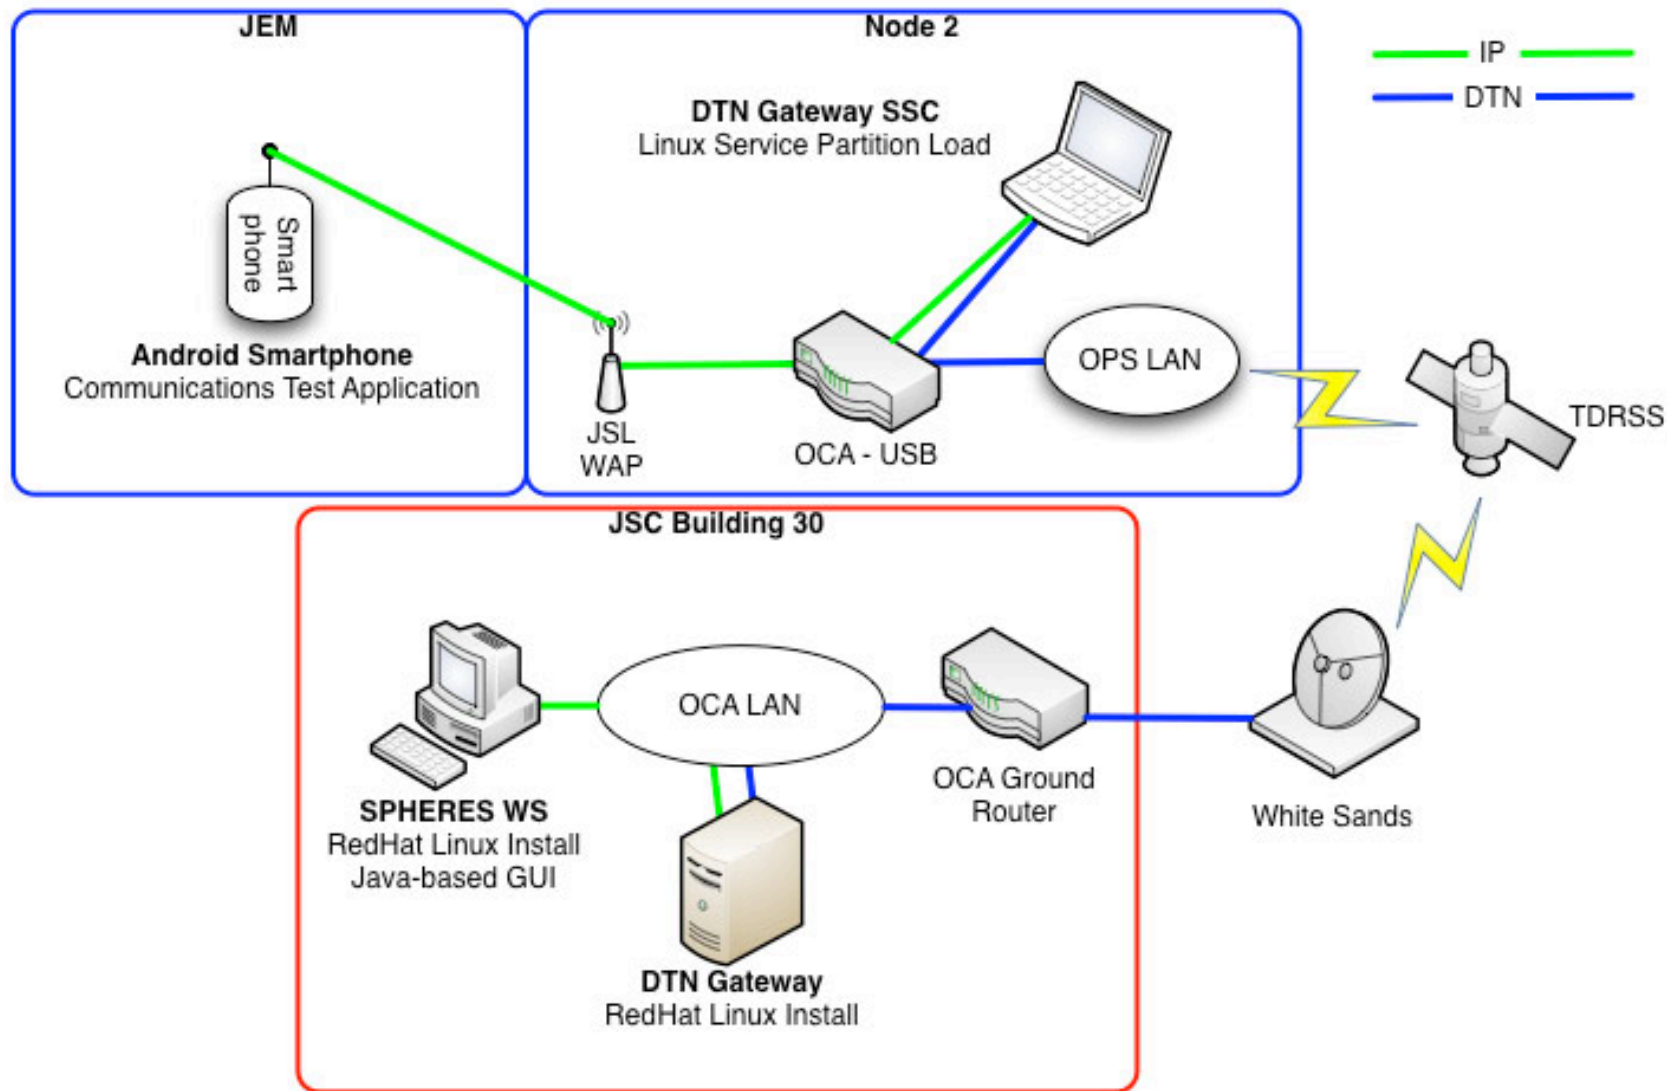 JEM
Node 2
IP
DTN
DTN Gateway SSC
Linux Service Partition Load
Smart
phone
Android Smartphone
Communications Test Application
JSL
WAP
OCA - USB
OPS LAN
TDRSS
JSC Building 30
OCA LAN
SPHERES WS
RedHat Linux Install
Java-based GUI
OCA Ground
Router
White Sands
DTN Gateway
RedHat Linux Install